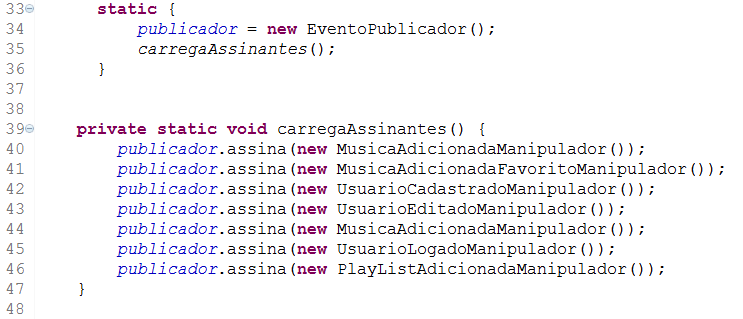 33 static {
34 publicador = new EventoPublicador();
35 carregaAssinantes();
36 }
37
38
39 private static void carregaAssinantes() {
40 publicador.assina(new MusicaAdicionadaManipulador());
41 publicador.assina(new MusicaAdicionadaFavoritoManipulador());
42 publicador.assina(new UsuarioCadastradoManipulador());
43 publicador.assina(new UsuarioEditadoManipulador());
44 publicador.assina(new MusicaAdicionadaManipulador());
45 publicador.assina(new UsuarioLogadoManipulador());
46 publicador.assina(new PlayListAdicionadaManipulador());
47 }
48